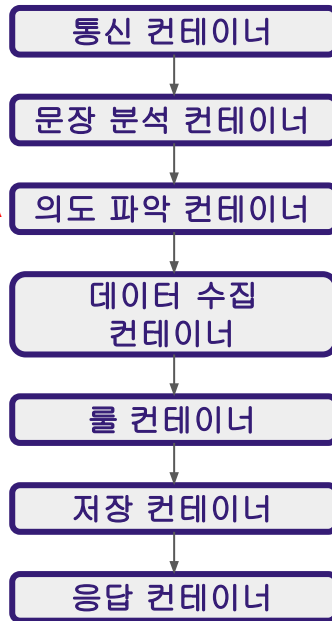 통신 컨테이너
문장 분석 컨테이너
의도 파악 컨테이너
데이터 수집
컨테이너
룰 컨테이너
저장 컨테이너
응답 컨테이너